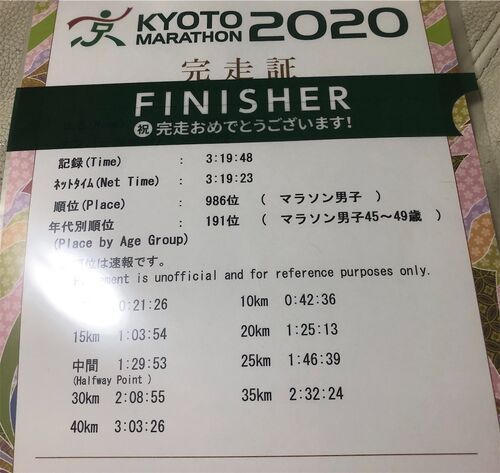 KYOTO MARATHON 2020
完走証
FINISHER
祝 完走おめでとうございます!
記録(Time) : 3:19:48
ネットタイム(Net Time) : 3:19:23
順位(Place) : 986位 ( マラソン男子 )
年代別順位 : 191位 ( マラソン男子45~49歳 )
(Place by Age Group)
位は速報です。
ement is unofficial and for reference purposes only.
0:21:26 10km 0:42:36
15km 1:03:54 20km 1:25:13
中間 1:29:53 25km 1:46:39
(Halfway Point )
30km 2:08:55 35km 2:32:24
40km 3:03:26